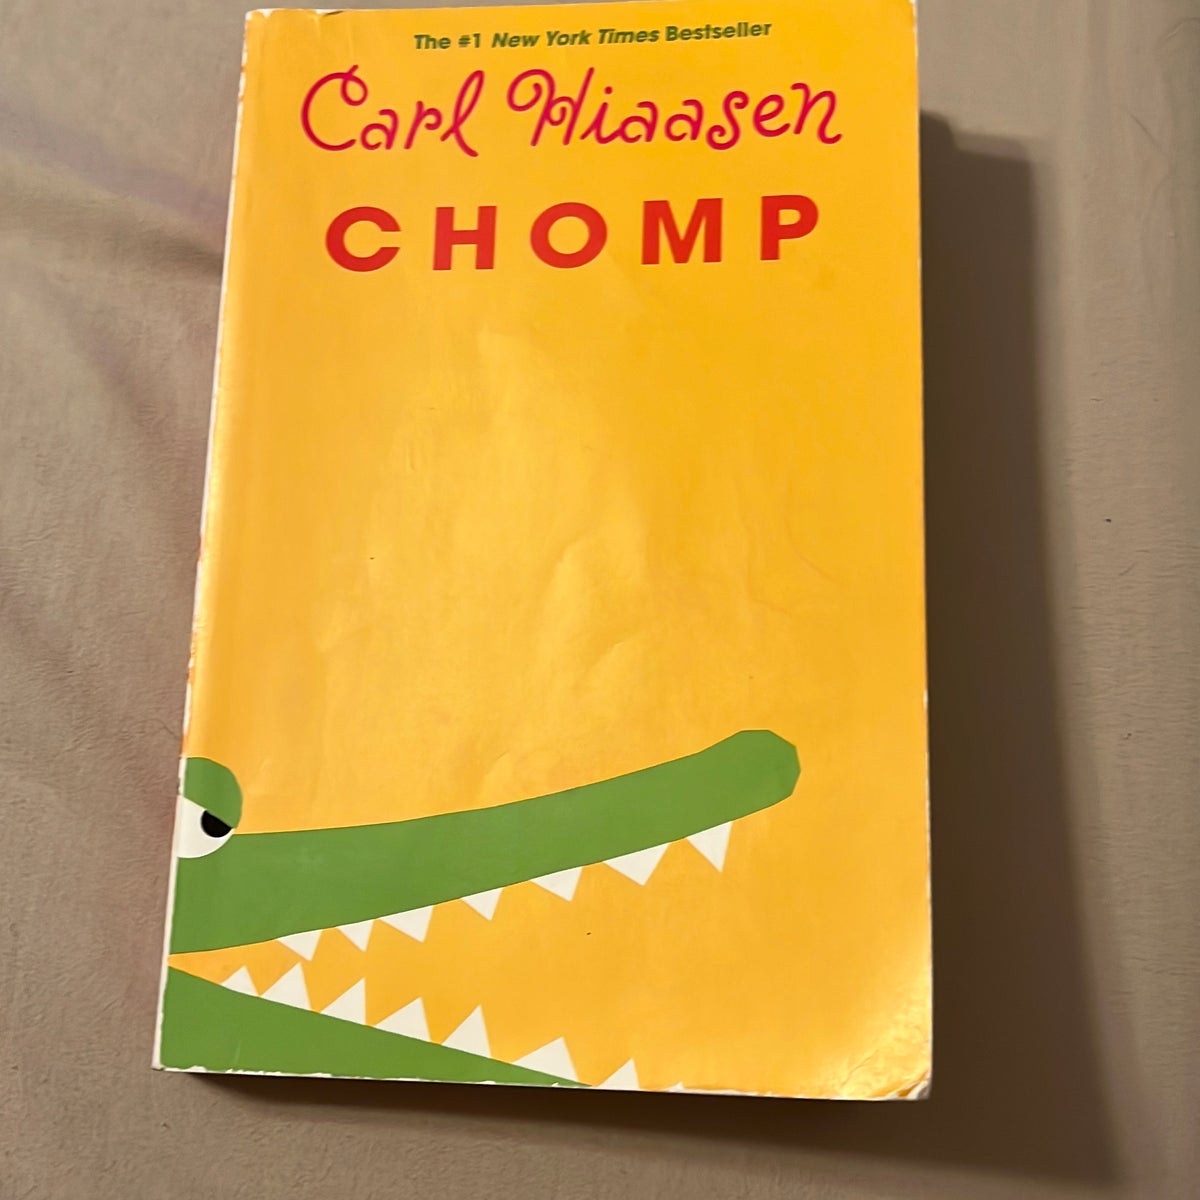 The #1 New York Times Bestseller
Carl Hiaasen
CHOMP